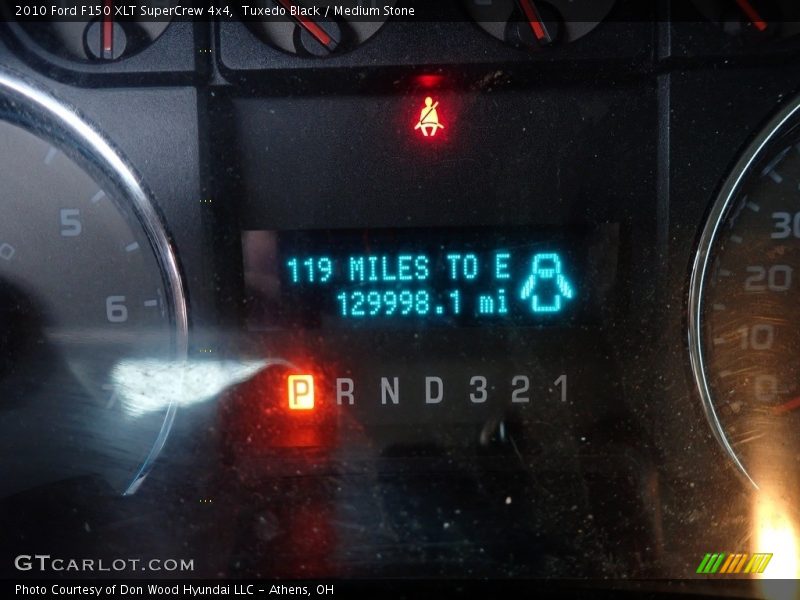 2010 Ford F150 XLT SuperCrew 4x4, Tuxedo Black / Medium Stone
5
6
30
20
10
0
119 MILES TO E
129998.1 mi
P R N D 3 2 1
GTCARLOT.COM
Photo Courtesy of Don Wood Hyundai LLC - Athens, OH